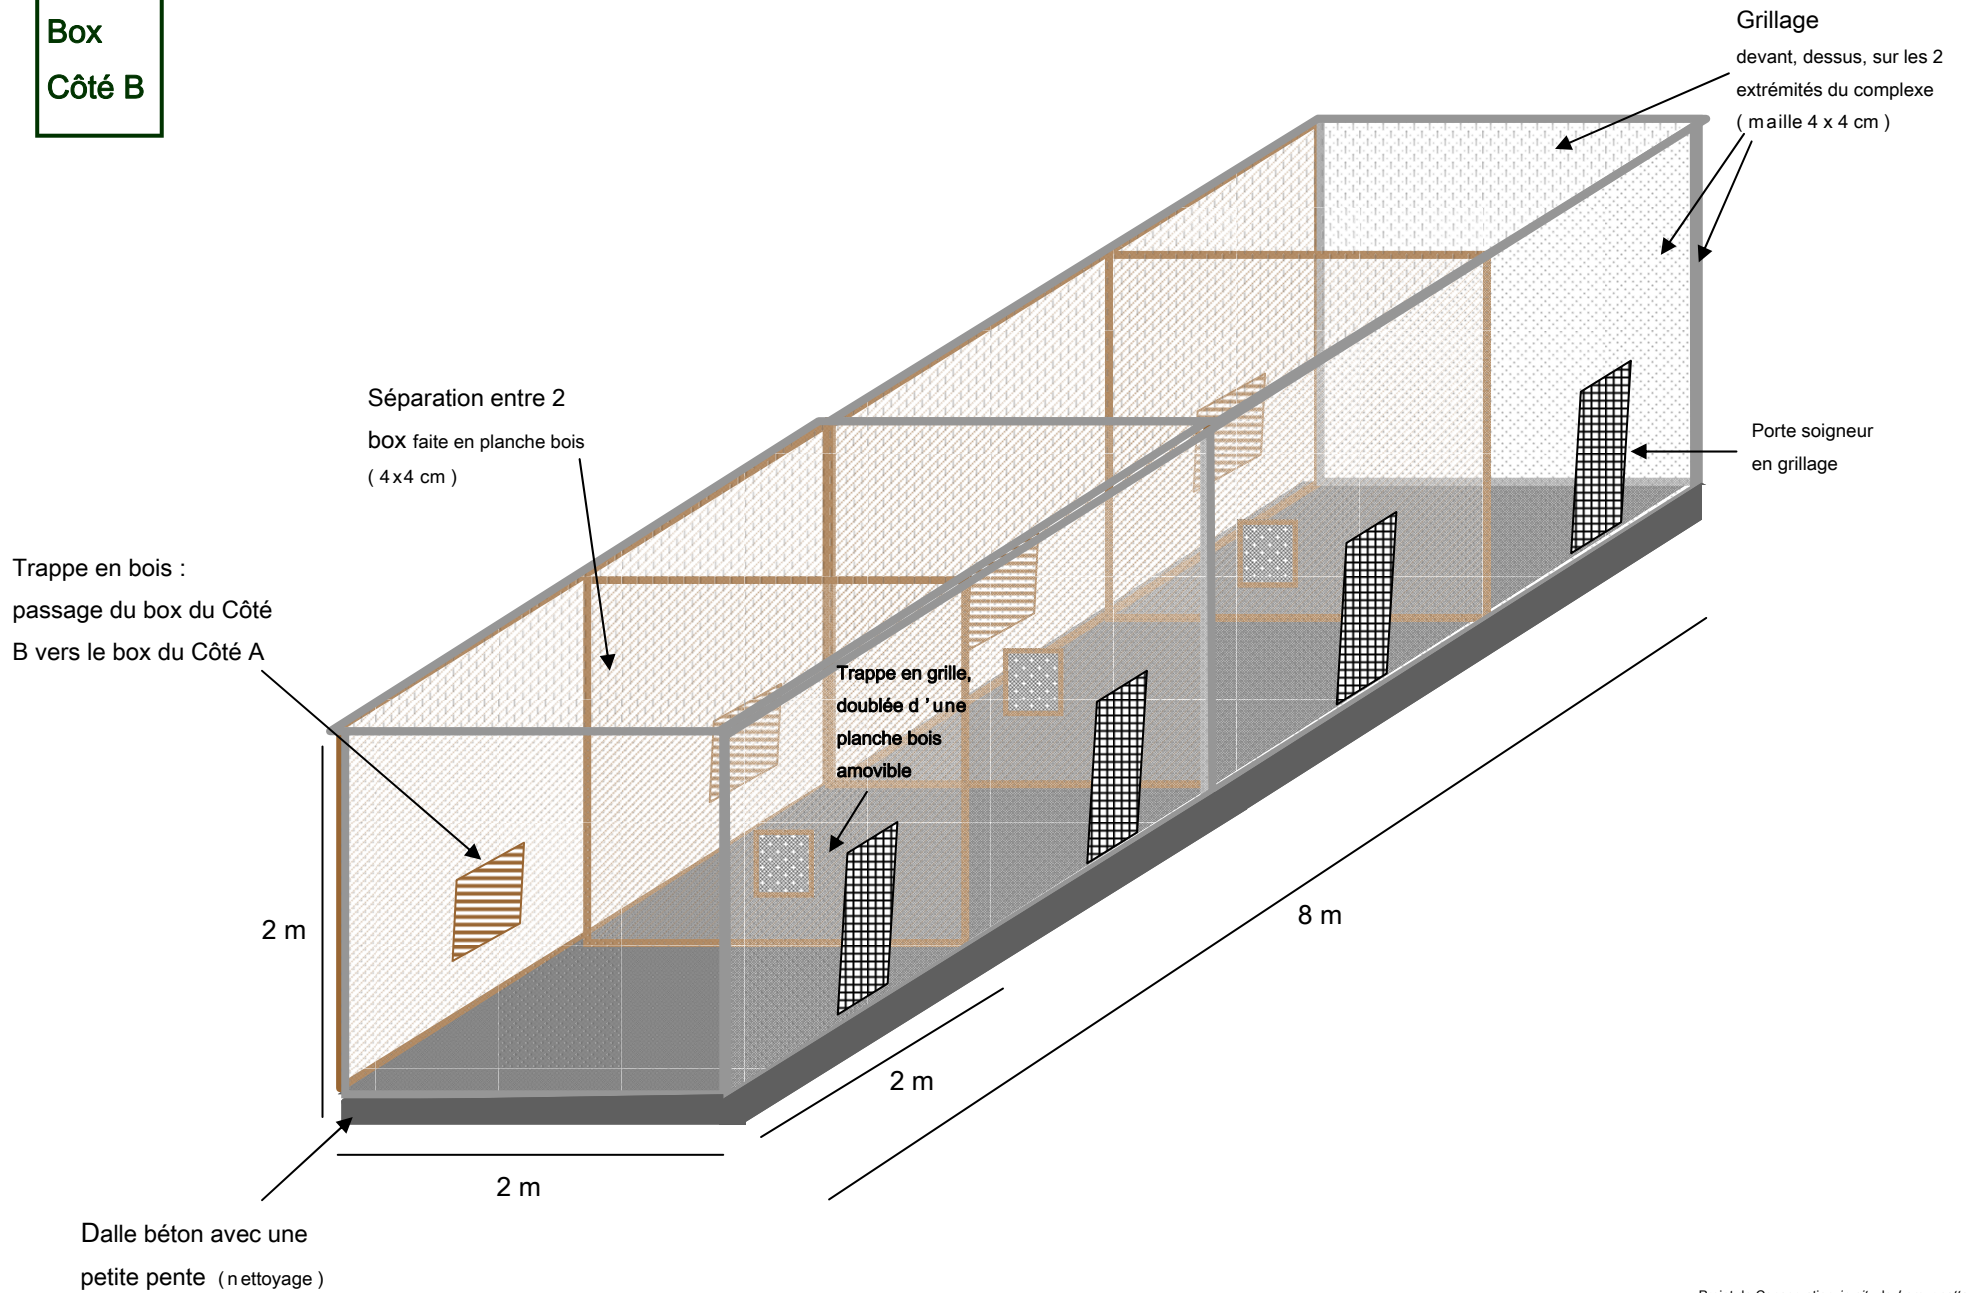 Box
Côté B
Grillage
devant, dessus, sur les 2
extrémités du complexe
( maille 4 x 4 cm )
Séparation entre 2
box faite en planche bois
( 4x4 cm )
Porte soigneur
en grillage
Trappe en bois :
passage du box du Côté
B vers le box du Côté A
Trappe en grille,
doublée d ’une
planche bois
amovible
2 m
8 m
2 m
2 m
Dalle béton avec une
petite pente ( nettoyage )